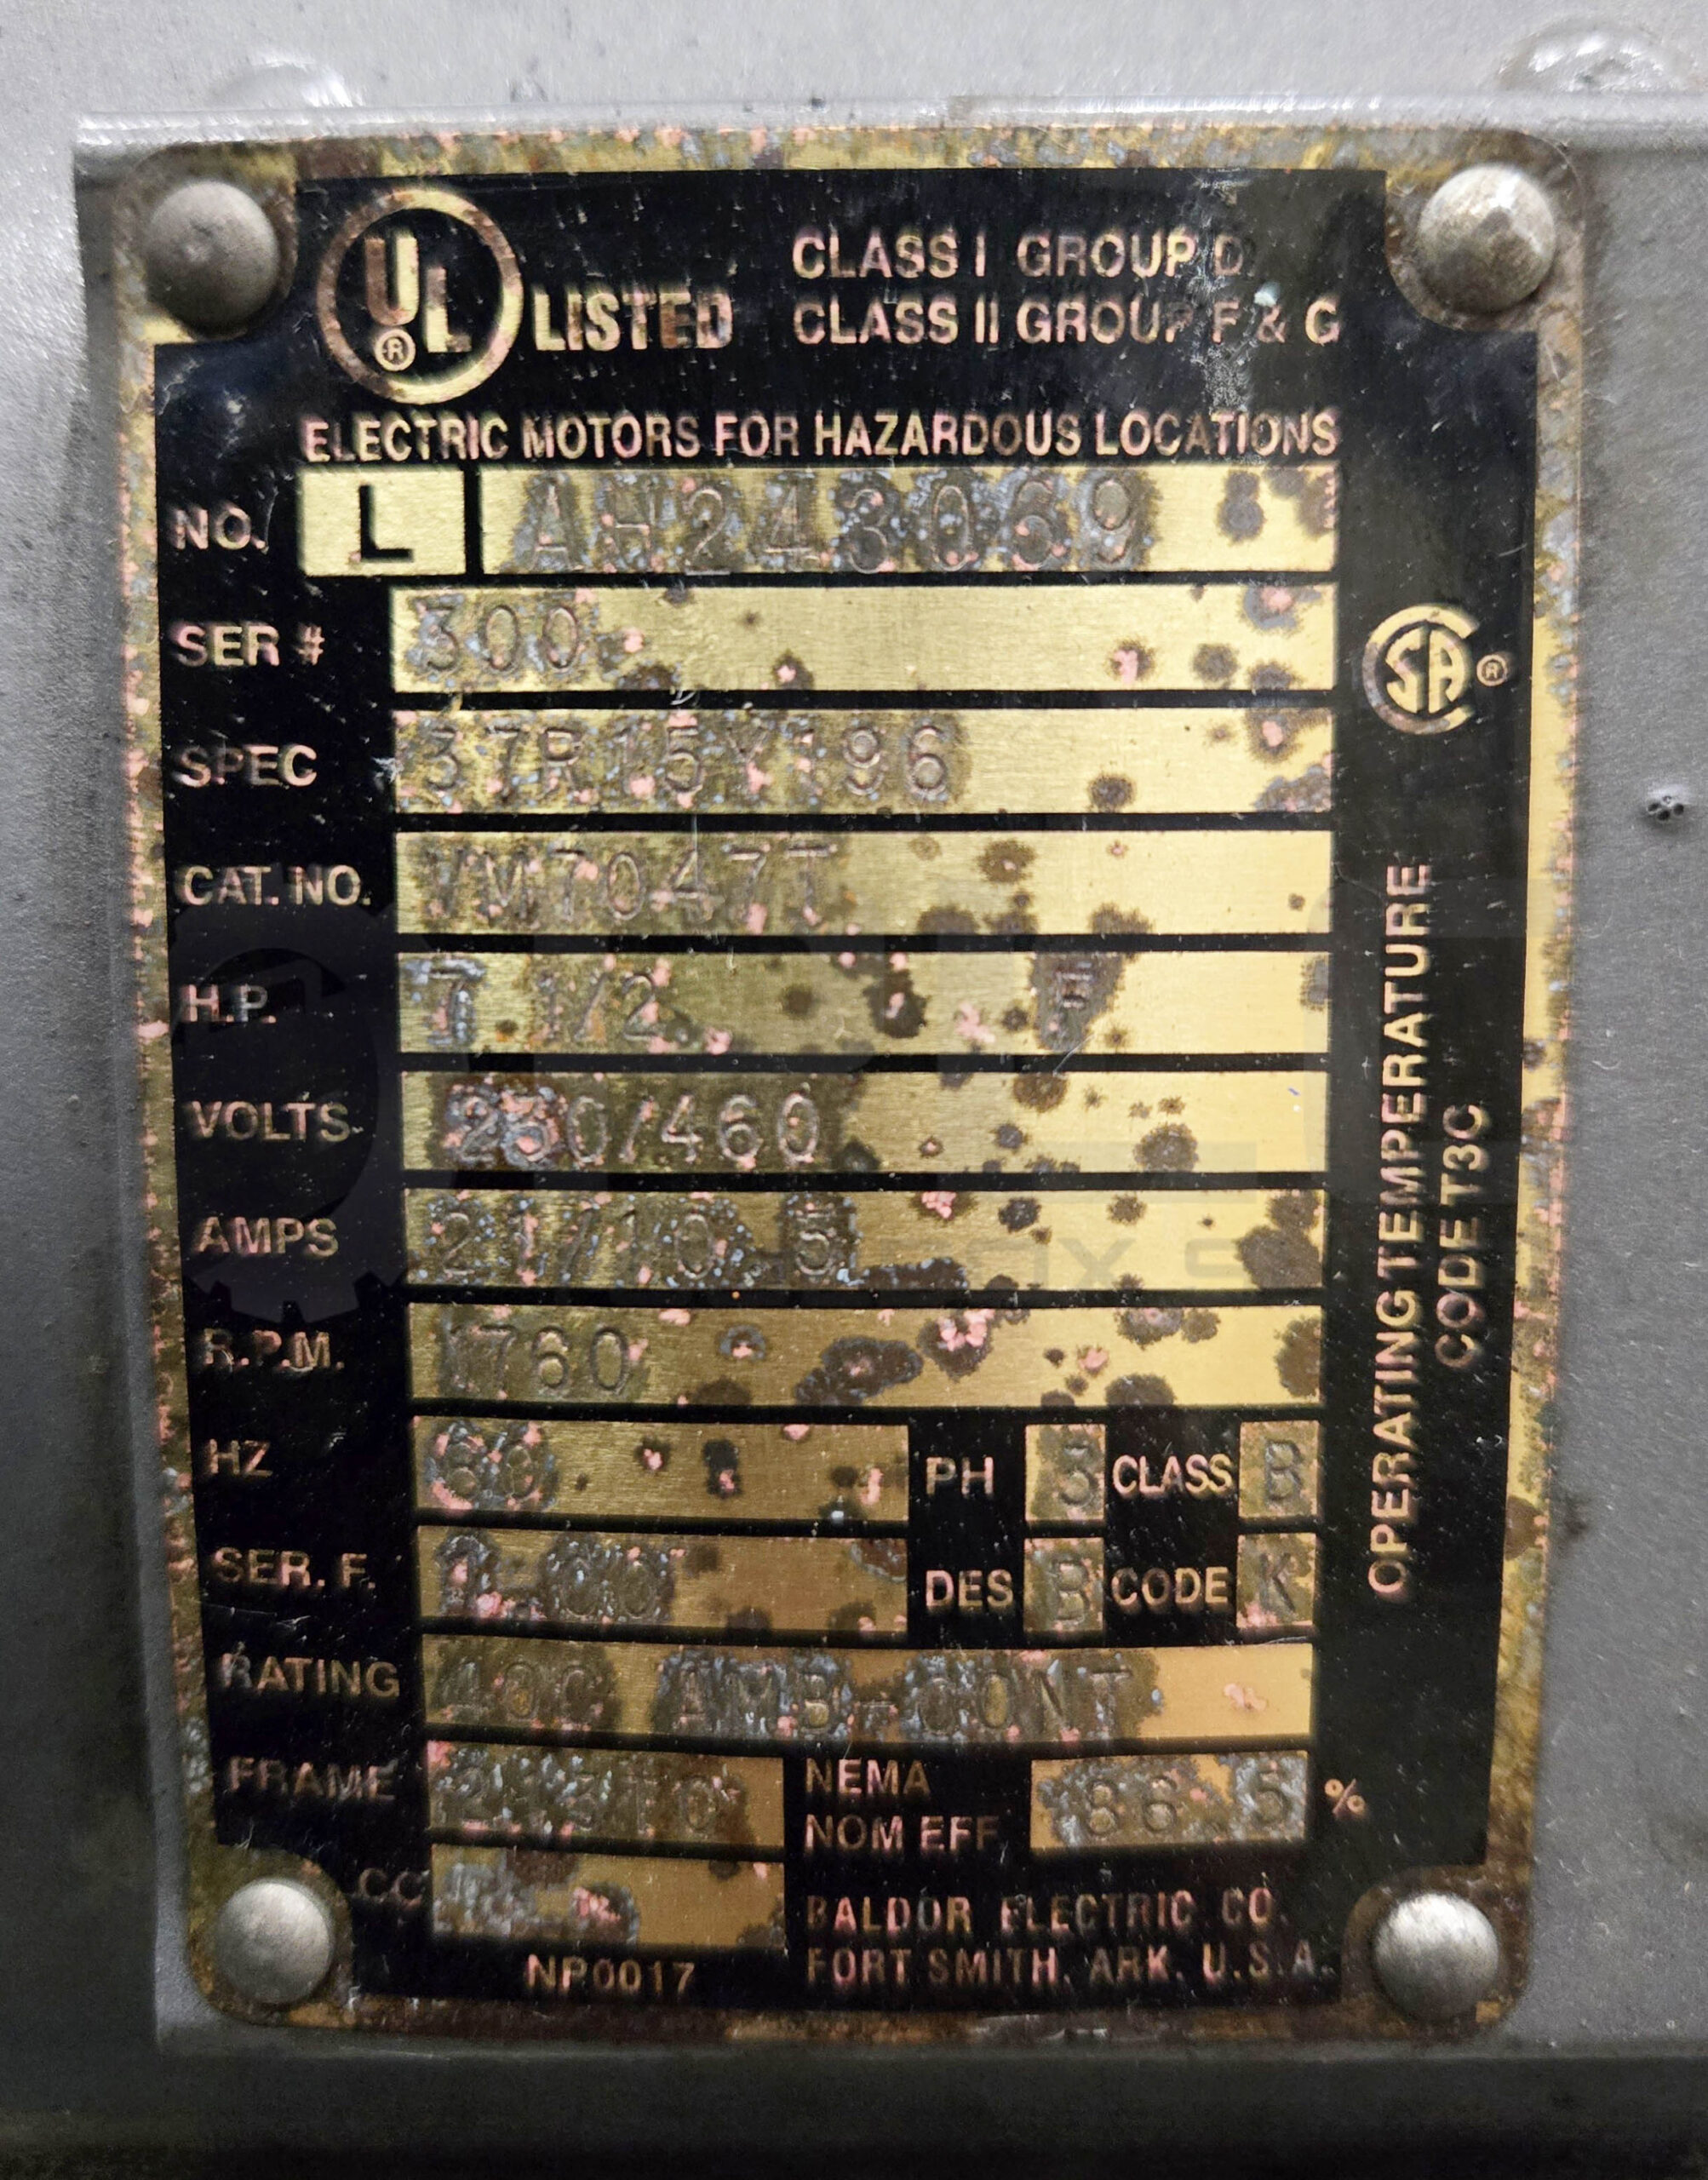 UL® LISTED
CLASS I GROUP D
CLASS II GROUP F & G
ELECTRIC MOTORS FOR HAZARDOUS LOCATIONS
NO. L AH243069
SER # 300
SPEC 37R15Y196
CAT. NO. VM7047T
H.P. 7 1/2 F
VOLTS 230/460
AMPS 21/10.5
R.P.M. 1760
HZ 60 PH 3 CLASS B
SER. F. 1.00 DES B CODE K
RATING 40C AMB-CONT
FRAME 213TC NEMA NOM EFF 86.5 %
CC
BALDOR ELECTRIC CO.
FORT SMITH, ARK. U.S.A.
NP0017
SA®
OPERATING TEMPERATURE
CODE T3C